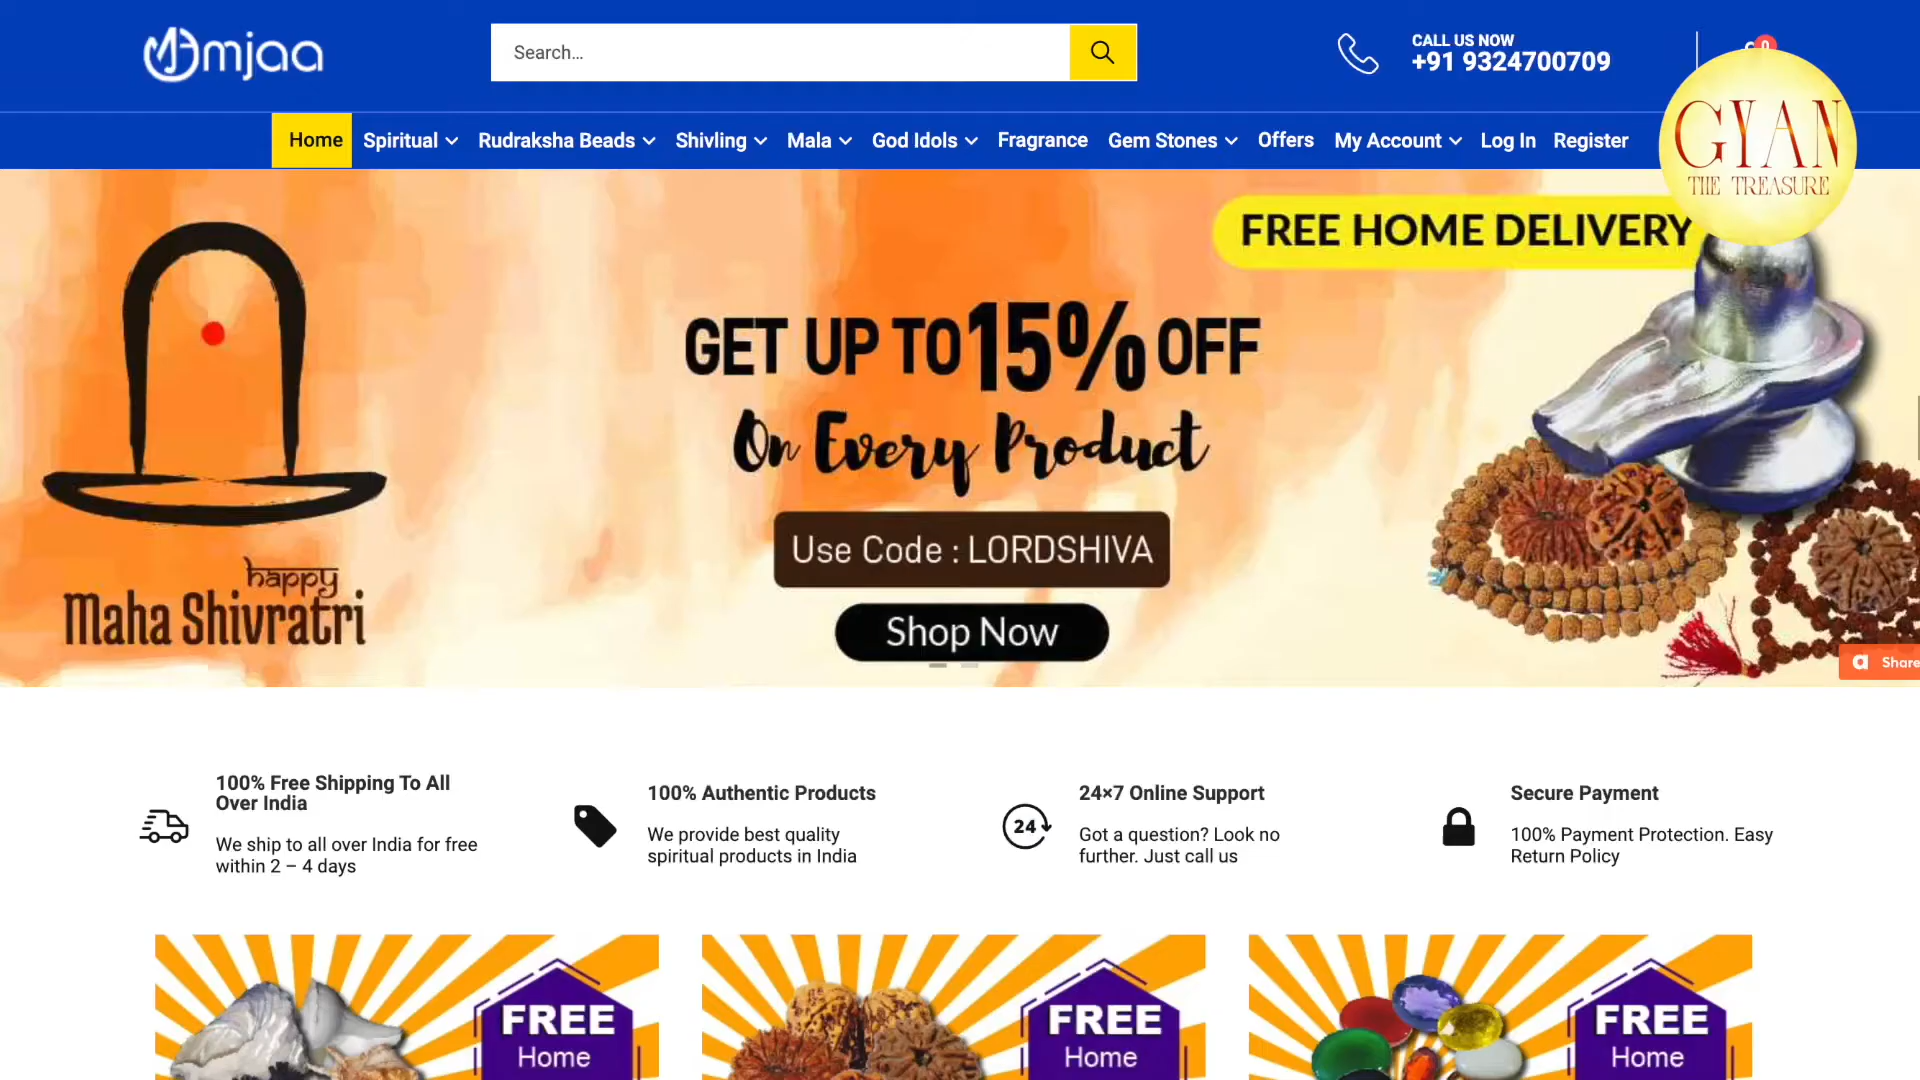 Omjaa
Search...
CALL US NOW
+91 9324700709
0
GYAN
THE TREASURE
Home Spiritual Rudraksha Beads Shivling Mala God Idols Fragrance Gem Stones Offers My Account Log In Register
FREE HOME DELIVERY
GET UP TO 15% OFF
On Every Product
Use Code : LORDSHIVA
Shop Now
happy
Maha Shivratri
Share
100% Free Shipping To All
Over India
We ship to all over India for free
within 2 – 4 days
100% Authentic Products
We provide best quality
spiritual products in India
24
24×7 Online Support
Got a question? Look no
further. Just call us
Secure Payment
100% Payment Protection. Easy
Return Policy
FREE
Home
FREE
Home
FREE
Home